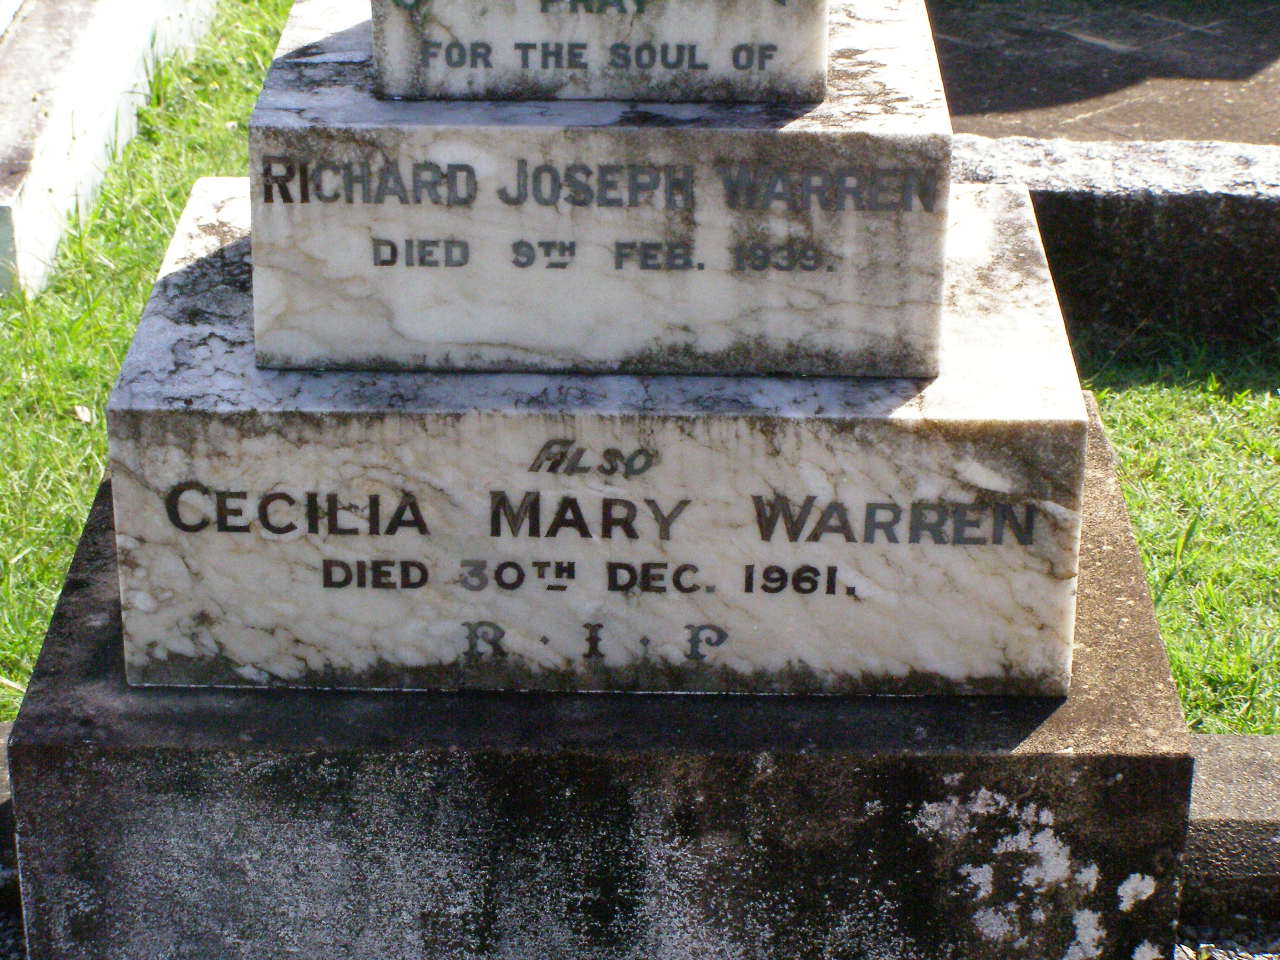 PRAY
FOR THE SOUL OF
RICHARD JOSEPH WARREN
DIED 9TH FEB. 1939.
ALSO
CECILIA MARY WARREN
DIED 30TH DEC. 1961.
R·I·P